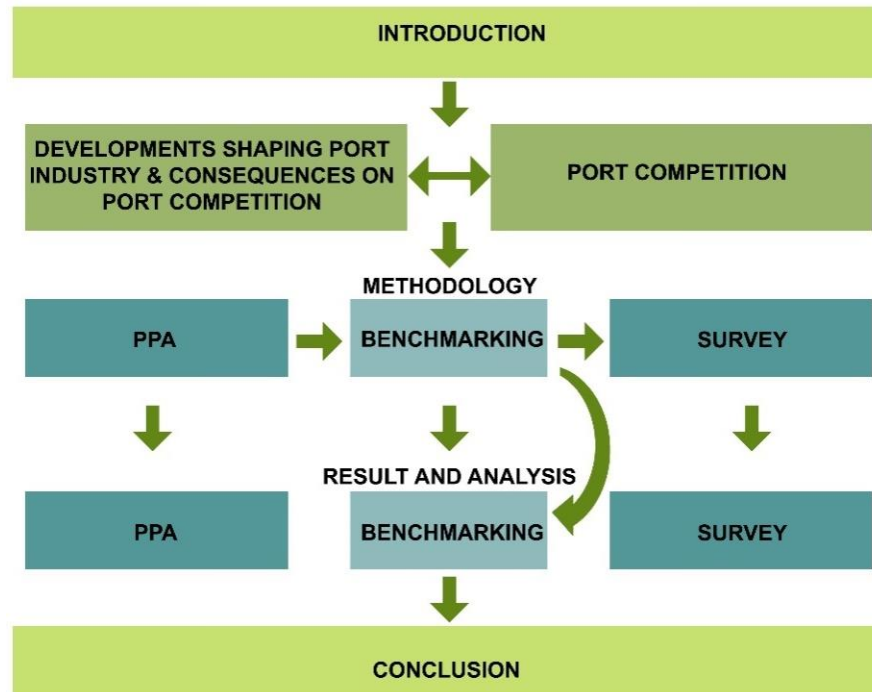 INTRODUCTION
DEVELOPMENTS SHAPING PORT
INDUSTRY & CONSEQUENCES ON
PORT COMPETITION
PORT COMPETITION
METHODOLOGY
PPA
BENCHMARKING
SURVEY
RESULT AND ANALYSIS
PPA
BENCHMARKING
SURVEY
CONCLUSION